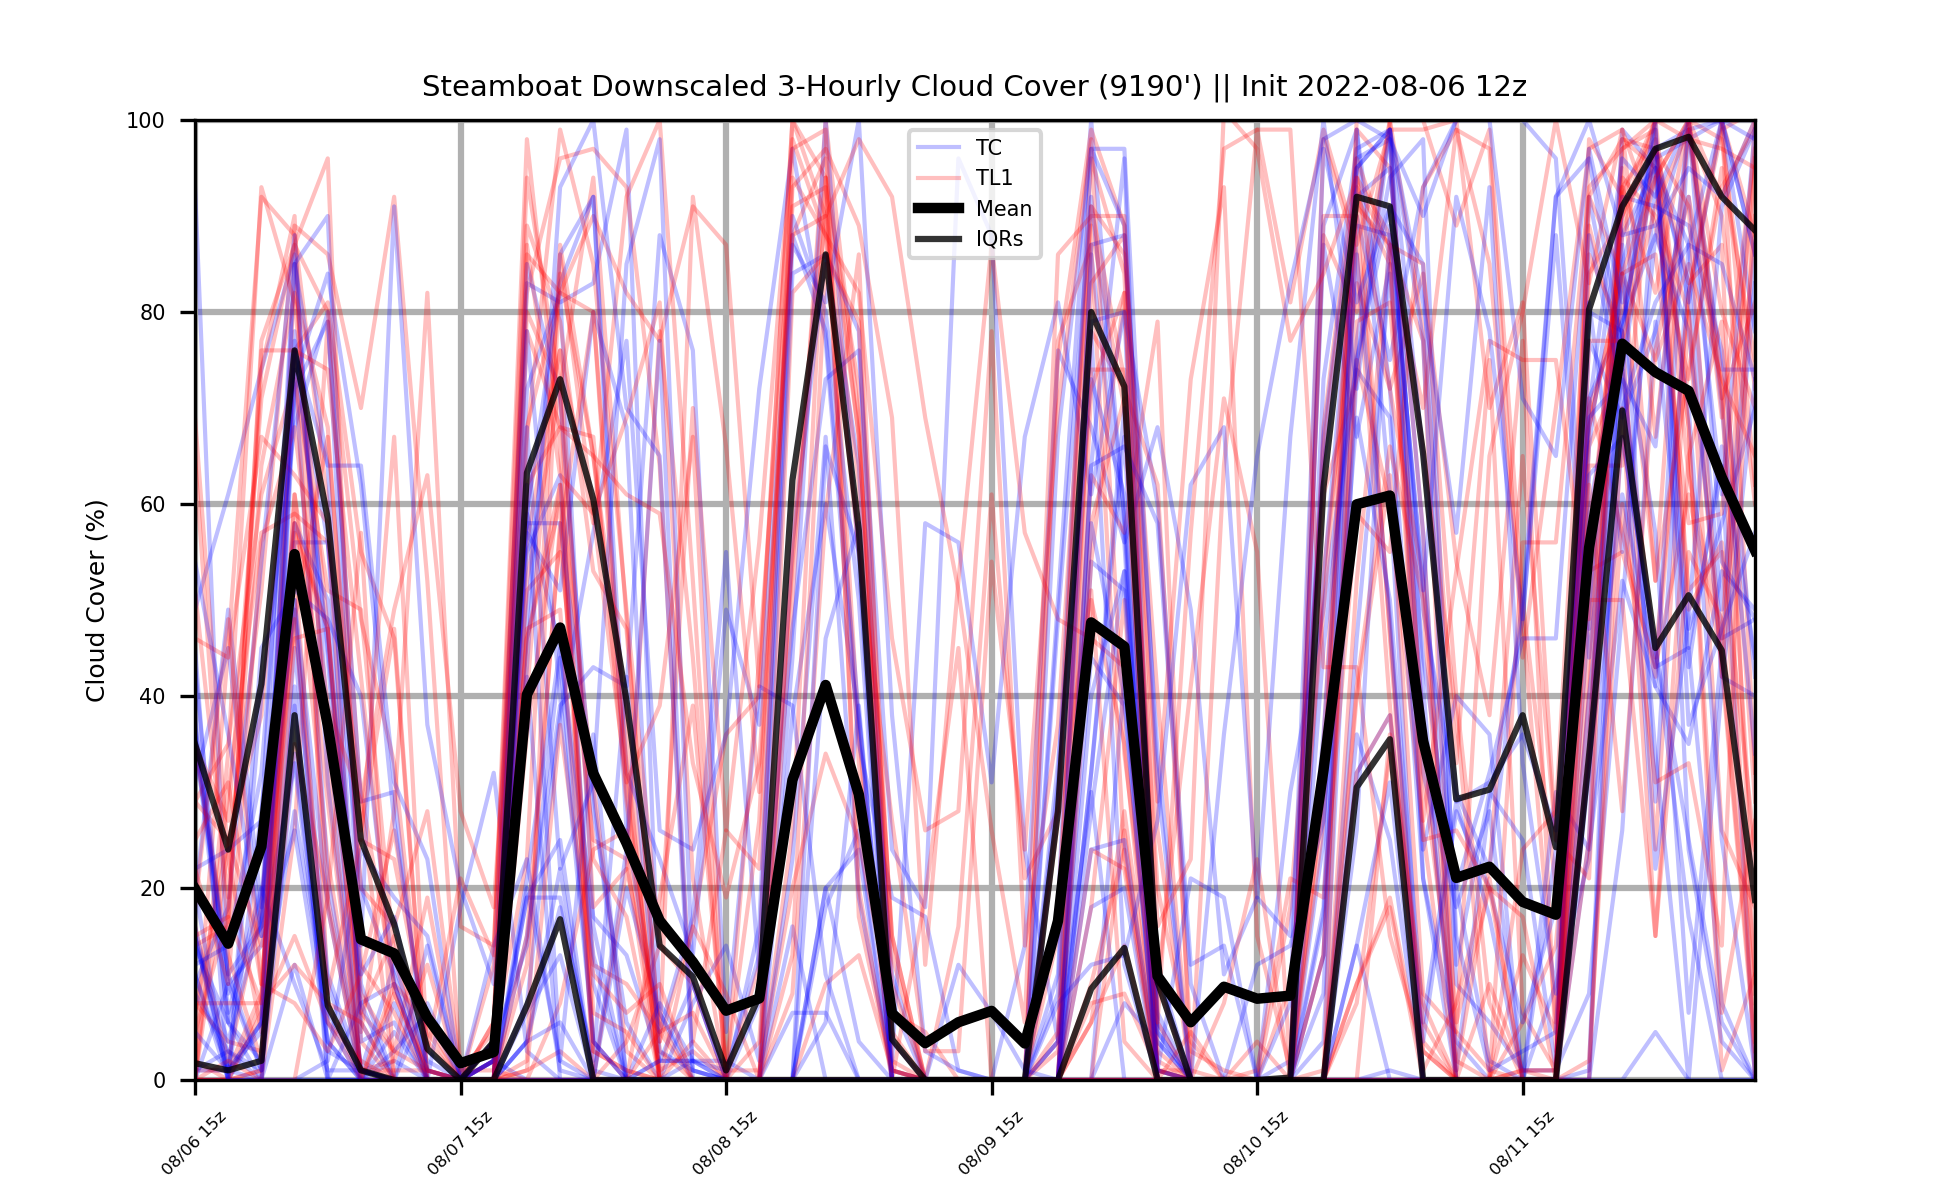 Steamboat Downscaled 3-Hourly Cloud Cover (9190') || Init 2022-08-06 12z
TC
TL1
Mean
IQRs
Cloud Cover (%)
100
80
60
40
20
0
08/06 15z
08/07 15z
08/08 15z
08/09 15z
08/10 15z
08/11 15z